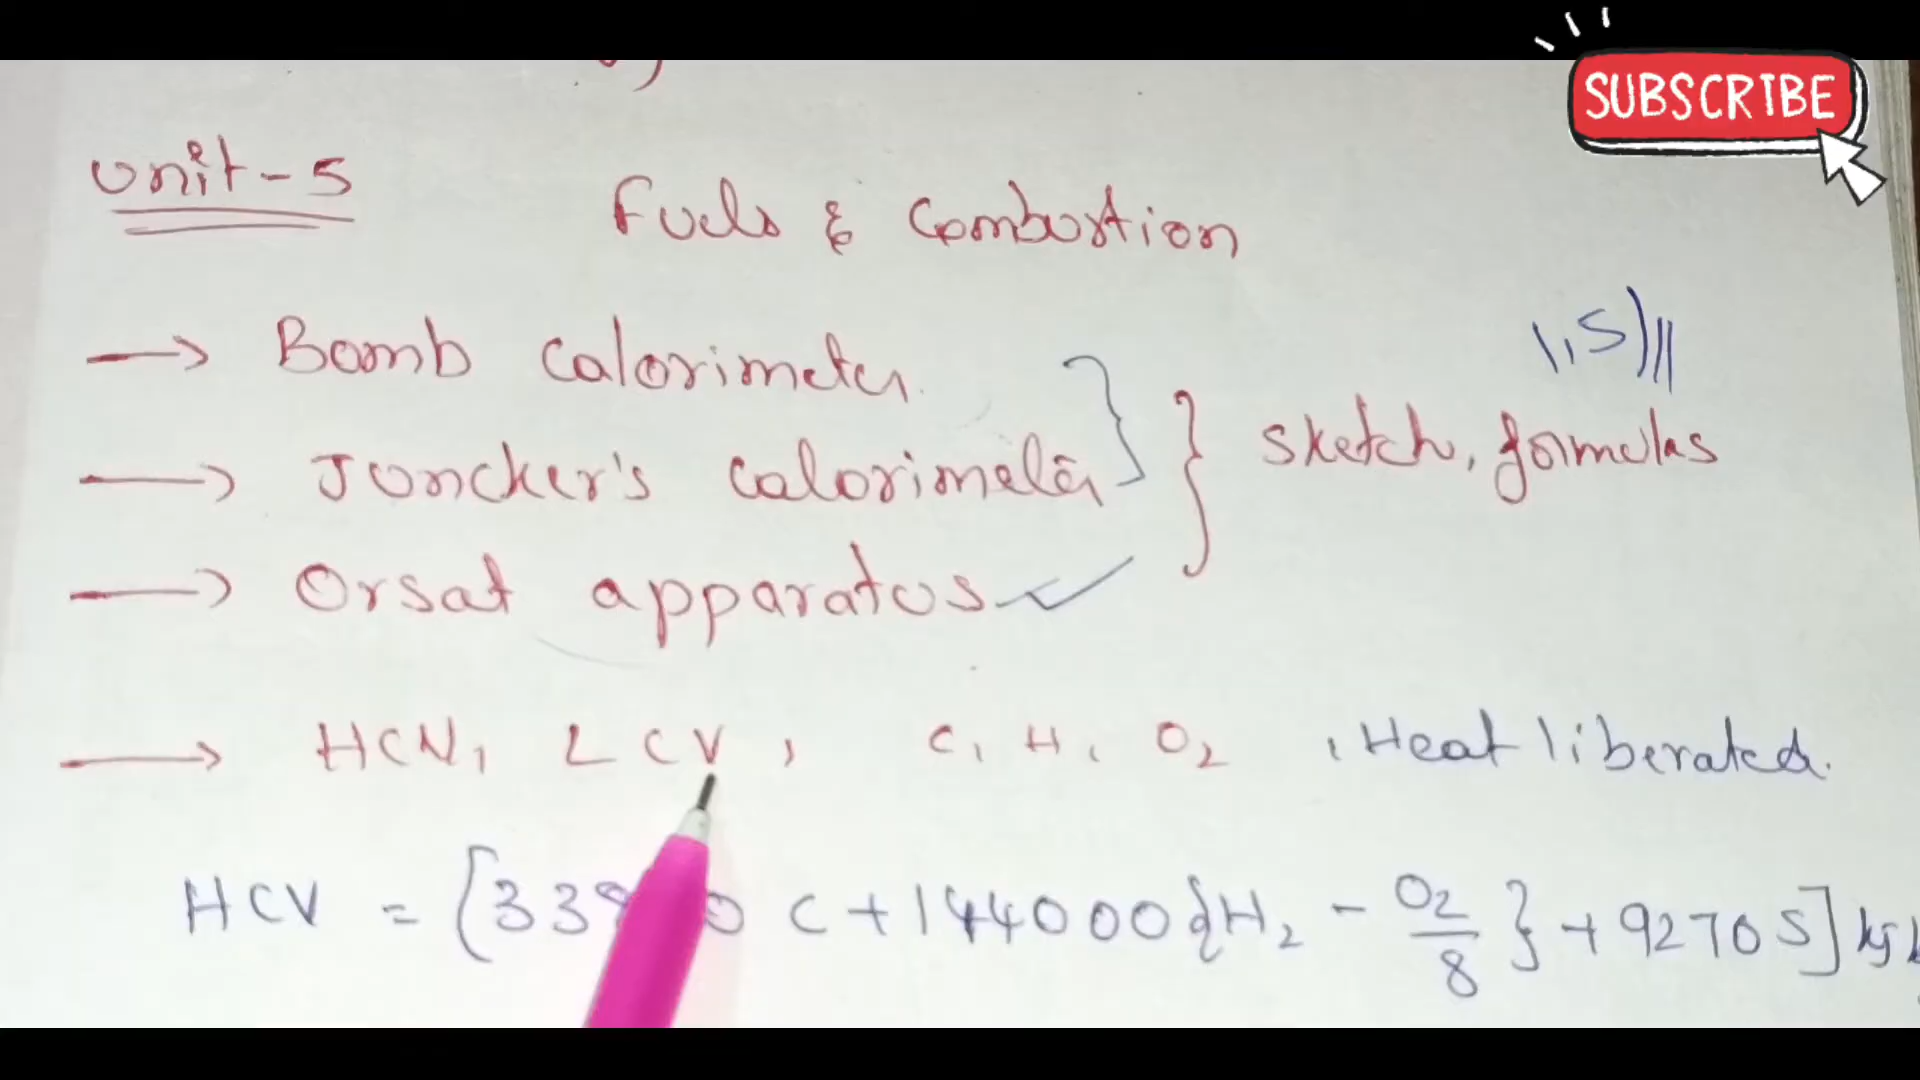 SUBSCRIBE
Unit-5
Fuels & Combustion
1,5)
→ Bomb calorimeter
→ Juncker's calorimeter
sketch, formulas
→ Orsat apparatus
→ HCV, LCV, C, H, O2, Heat liberated.
HCV = [33 0 C + 144000 {H2 - O2/8} + 9270 S]